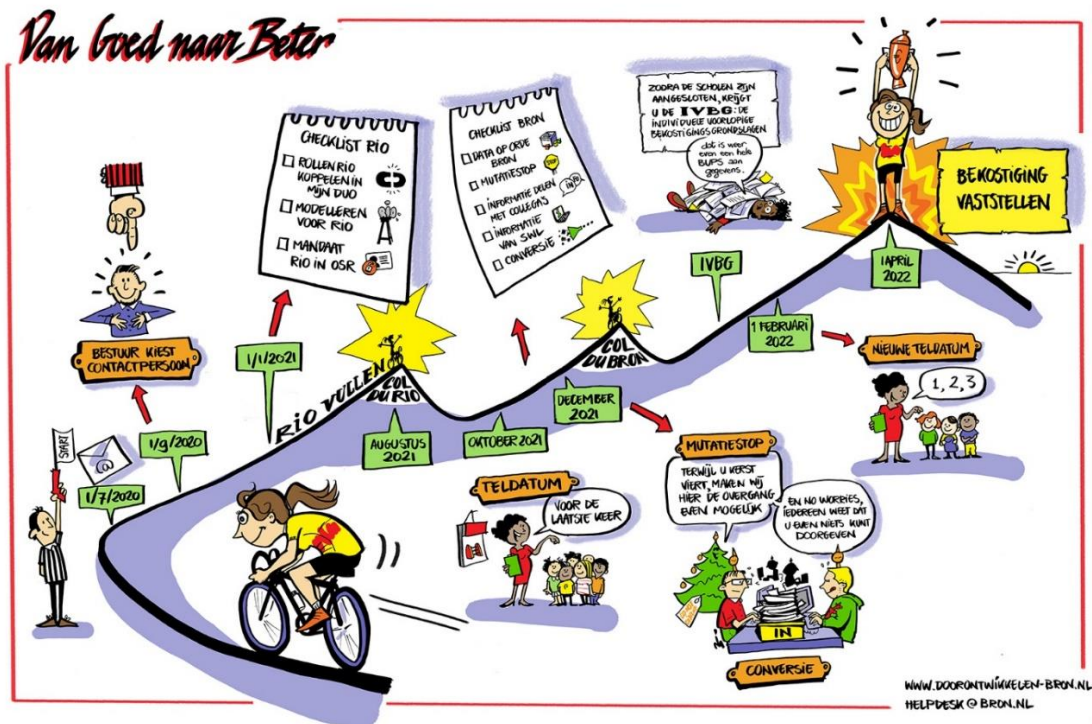 Van Goed naar Beter
START
@
1/7/2020
1/9/2020
BESTUUR KIEST
CONTACTPERSOON
1/1/2021
CHECKLIST RIO
ROLLEN RIO
KOPPELEN IN
MIJN DUO
MODELLEREN
VOOR RIO
MANDAAT
RIO IN OSR
RIO VULLEN
COL
DU RIO
AUGUSTUS
2021
OKTOBER 2021
TELDATUM
VOOR DE
LAATSTE KEER
CHECKLIST BRON
DATA OP ORDE
BRON
MUTATIESTOP
STOP
INFORMATIE DELEN
MET COLLEGAS
INFO
INFORMATIE
VAN SWL
CONVERSIE
COL
DU BRON
DECEMBER
2021
MUTATIESTOP
TERWIJL U KERST
VIERT, MAKEN WIJ
HIER DE OVERGANG
EVEN MOGELIJK
EN NO WORRIES,
IEDEREEN WEET DAT
U EVEN NIETS KUNT
DOORGEVEN
IN
CONVERSIE
ZODRA DE SCHOLEN ZIJN
AANGESLOTEN, KRIJGT
U DE IVBG: DE
INDIVIDUELE VOORLOPIGE
BEKOSTIGINGSGRONDSLAGEN
dat is weer
even een hele
BUPS aan
gegevens.
IVBG
1 FEBRUARI
2022
NIEUWE TELDATUM
1, 2, 3
1 APRIL
2022
BEKOSTIGING
VASTSTELLEN
WWW.DOORONTWIKKELEN-BRON.NL
HELPDESK@BRON.NL